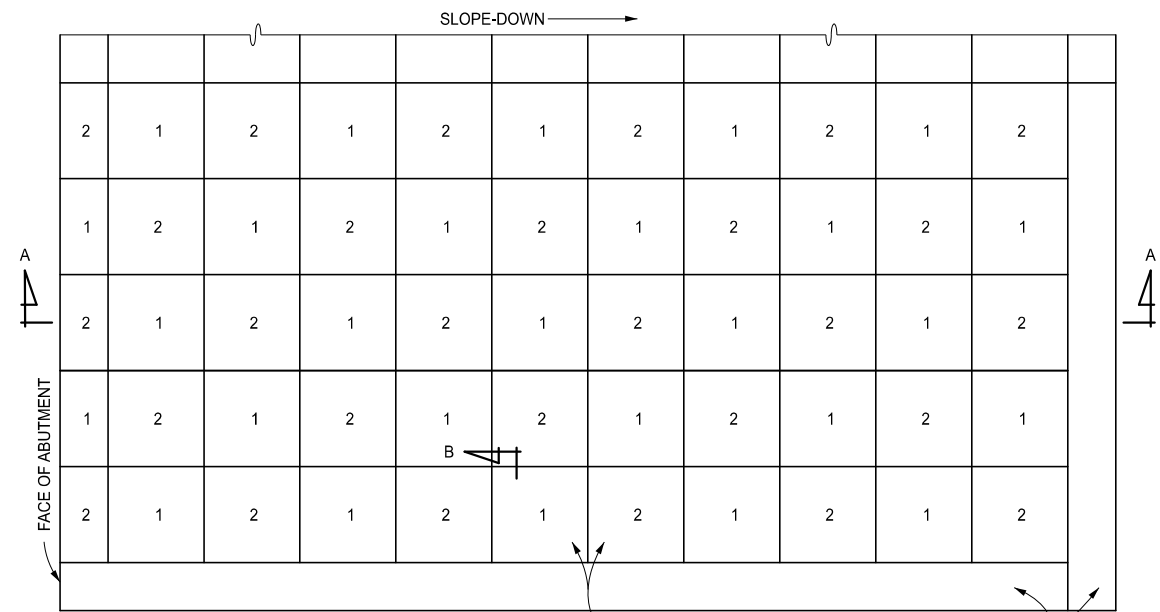 SLOPE-DOWN
2 1 2 1 2 1 2 1 2 1 2
1 2 1 2 1 2 1 2 1 2 1
A A
2 1 2 1 2 1 2 1 2 1 2
FACE OF ABUTMENT
1 2 1 2 1 2 1 2 1 2 1
B
2 1 2 1 2 1 2 1 2 1 2